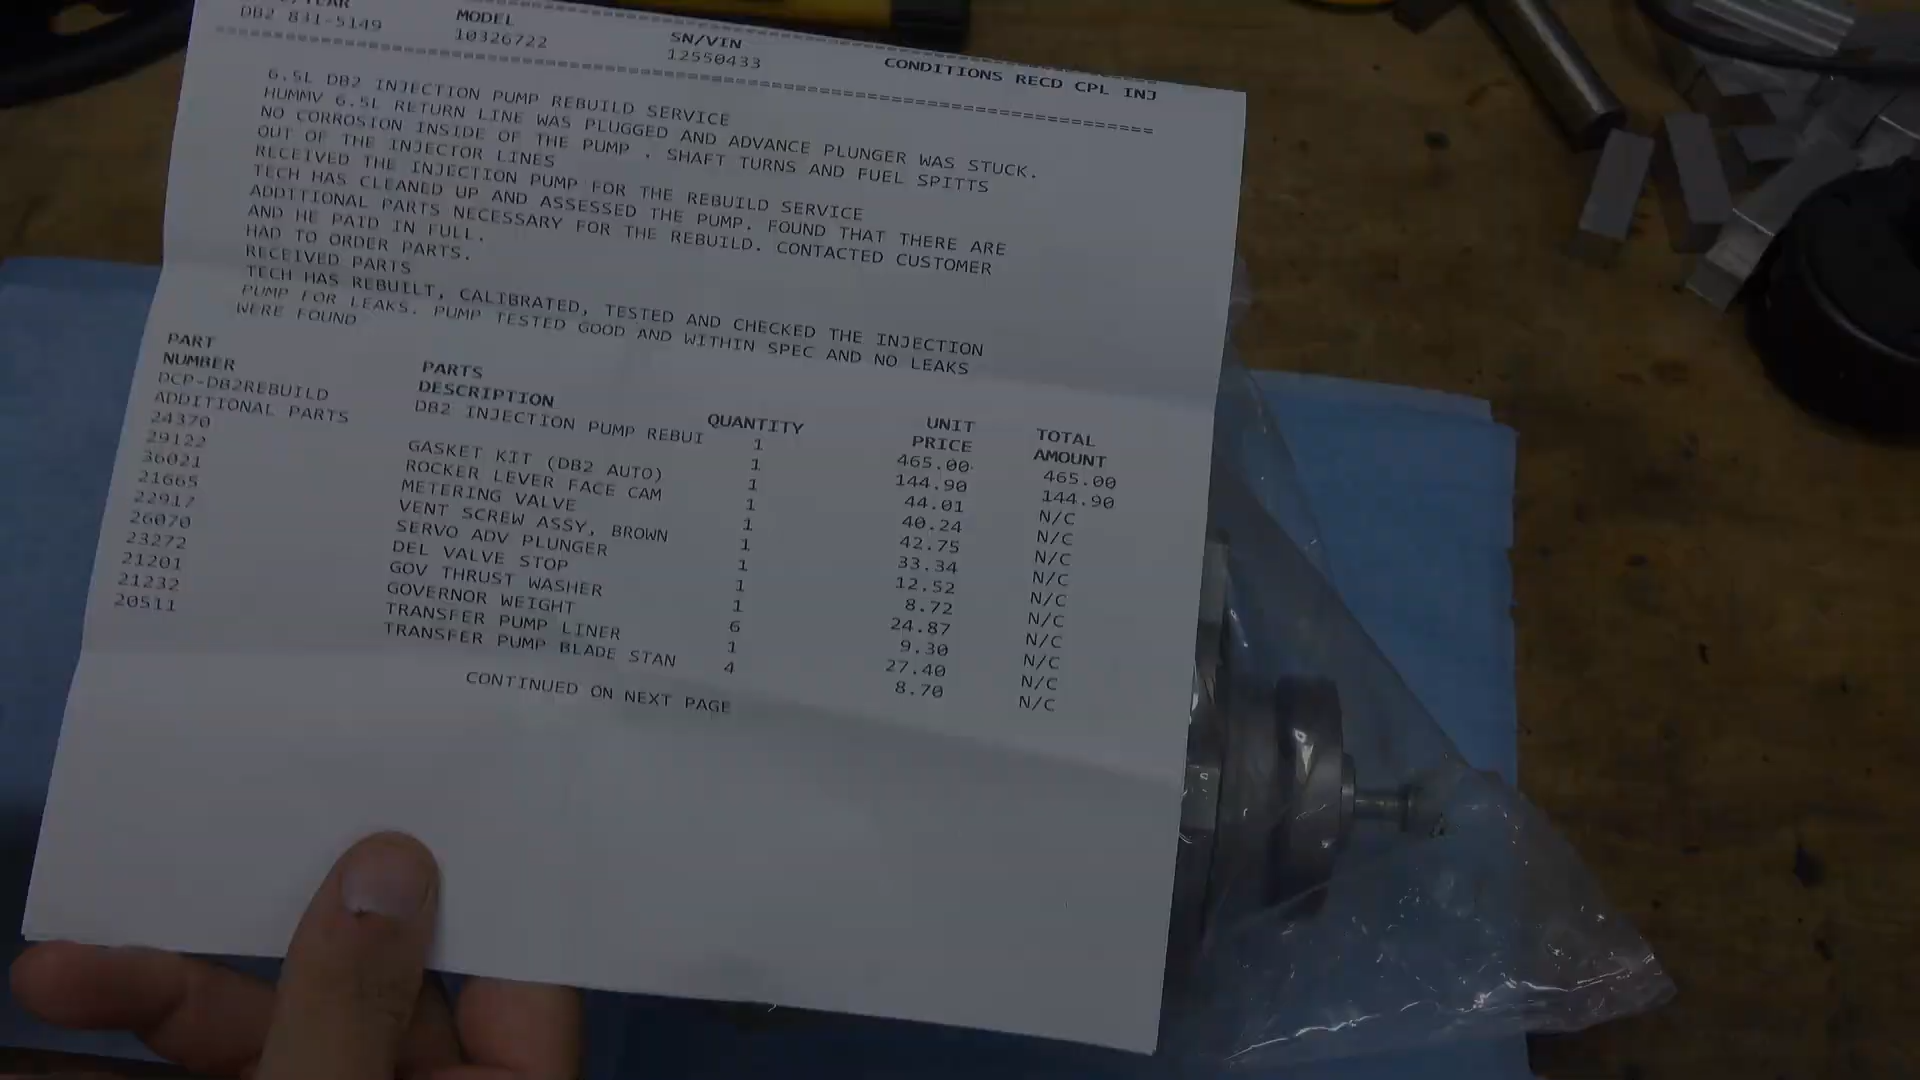 DB2 831-5149 MODEL 10326722 SN/VIN 12550433 CONDITIONS RECD CPL INJ
6.5L DB2 INJECTION PUMP REBUILD SERVICE
HUMMV 6.5L RETURN LINE WAS PLUGGED AND ADVANCE PLUNGER WAS STUCK.
NO CORROSION INSIDE OF THE PUMP . SHAFT TURNS AND FUEL SPITTS
OUT OF THE INJECTOR LINES
RECEIVED THE INJECTION PUMP FOR THE REBUILD SERVICE
TECH HAS CLEANED UP AND ASSESSED THE PUMP. FOUND THAT THERE ARE
ADDITIONAL PARTS NECESSARY FOR THE REBUILD. CONTACTED CUSTOMER
AND HE PAID IN FULL.
HAD TO ORDER PARTS.
RECEIVED PARTS
TECH HAS REBUILT, CALIBRATED, TESTED AND CHECKED THE INJECTION
PUMP FOR LEAKS. PUMP TESTED GOOD AND WITHIN SPEC AND NO LEAKS
WERE FOUND
PART PARTS UNIT TOTAL
NUMBER DESCRIPTION QUANTITY PRICE AMOUNT
DCP-DB2REBUILD DB2 INJECTION PUMP REBUI 1 465.00 465.00
ADDITIONAL PARTS 1 144.90 144.90
24370 GASKET KIT (DB2 AUTO) 1 44.01 N/C
29122 ROCKER LEVER FACE CAM 1 40.24 N/C
36021 METERING VALVE 1 42.75 N/C
21665 VENT SCREW ASSY, BROWN 1 33.34 N/C
22917 SERVO ADV PLUNGER 1 12.52 N/C
26070 DEL VALVE STOP 1 8.72 N/C
23272 GOV THRUST WASHER 1 24.87 N/C
21201 GOVERNOR WEIGHT 6 9.30 N/C
21232 TRANSFER PUMP LINER 1 27.40 N/C
20511 TRANSFER PUMP BLADE STAN 4 8.70 N/C
CONTINUED ON NEXT PAGE